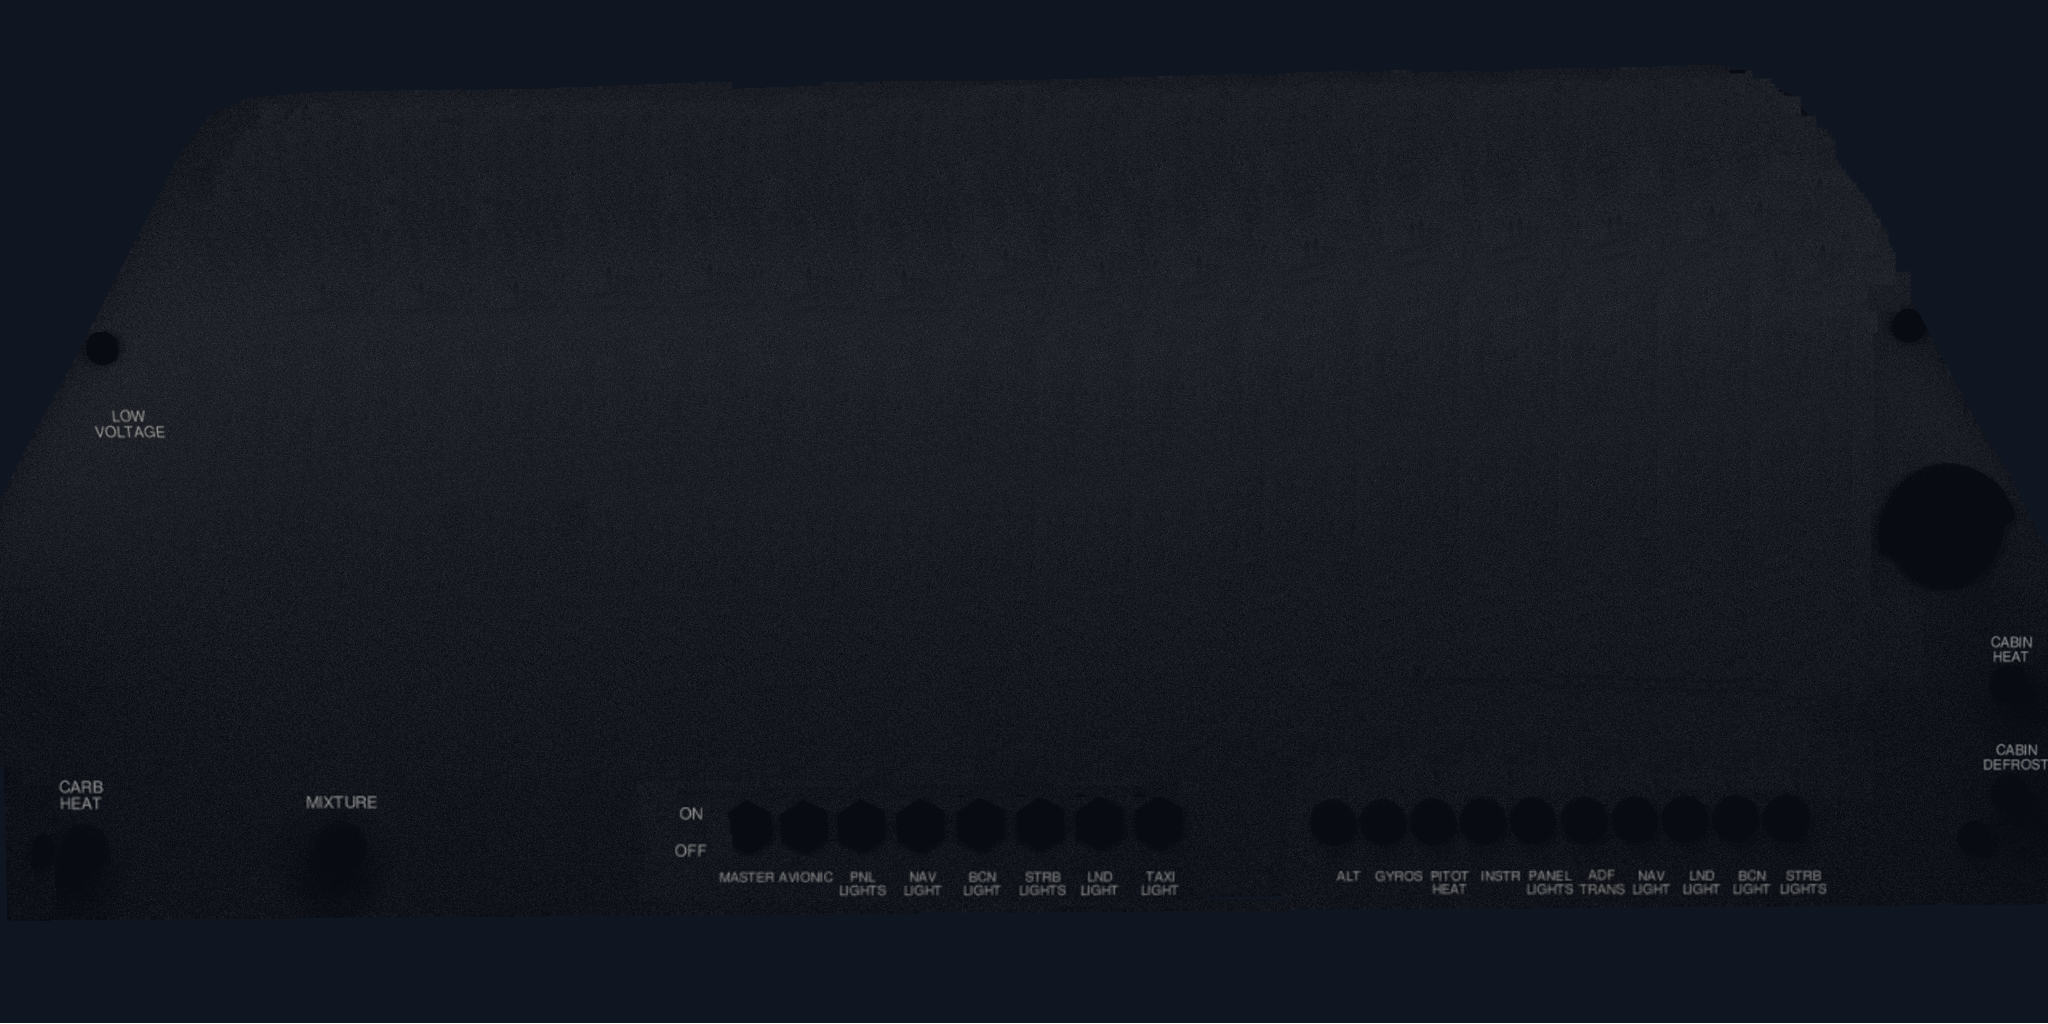 LOW
VOLTAGE
CABIN
HEAT
CABIN
DEFROST
CARB
HEAT
MIXTURE
ON
OFF
MASTER
AVIONIC
PNL
LIGHTS
NAV
LIGHT
BCN
LIGHT
STRB
LIGHTS
LND
LIGHT
TAXI
LIGHT
ALT
GYROS
PITOT
HEAT
INSTR
PANEL
LIGHTS
ADF
TRANS
NAV
LIGHT
LND
LIGHT
BCN
LIGHT
STRB
LIGHTS